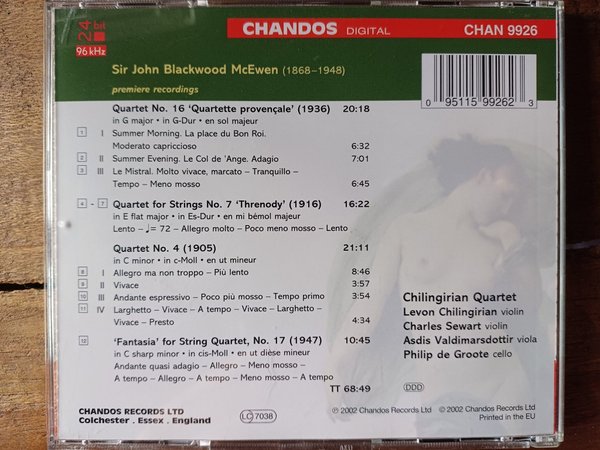 24 bit
96 kHz
CHANDOS DIGITAL CHAN 9926
Sir John Blackwood McEwen (1868–1948)
premiere recordings
0 95115 99262 3
Quartet No. 16 'Quartette provençale' (1936) 20:18
in G major • in G-Dur • en sol majeur
1 I Summer Morning. La place du Bon Roi.
Moderato capriccioso 6:32
2 II Summer Evening. Le Col de 'Ange. Adagio 7:01
3 III Le Mistral. Molto vivace, marcato – Tranquillo –
Tempo – Meno mosso 6:45
4 - 7 Quartet for Strings No. 7 'Threnody' (1916) 16:22
in E flat major • in Es-Dur • en mi bémol majeur
Lento – ♩= 72 – Allegro molto – Poco meno mosso – Lento
Quartet No. 4 (1905) 21:11
in C minor • in c-Moll • en ut mineur
8 I Allegro ma non troppo – Più lento 8:46
9 II Vivace 3:57
10 III Andante espressivo – Poco più mosso – Tempo primo 3:54
11 IV Larghetto – Vivace – A tempo – Vivace – Larghetto –
Vivace – Presto 4:34
12 'Fantasia' for String Quartet, No. 17 (1947) 10:45
in C sharp minor • in cis-Moll • en ut dièse mineur
Andante quasi adagio – Allegro – Meno mosso –
A tempo – Allegro – A tempo – Meno mosso – A tempo
TT 68:49
Chilingirian Quartet
Levon Chilingirian violin
Charles Sewart violin
Asdis Valdimarsdottir viola
Philip de Groote cello
DDD
CHANDOS RECORDS LTD
Colchester . Essex . England
LC 7038
℗ 2002 Chandos Records Ltd © 2002 Chandos Records Ltd
Printed in the EU